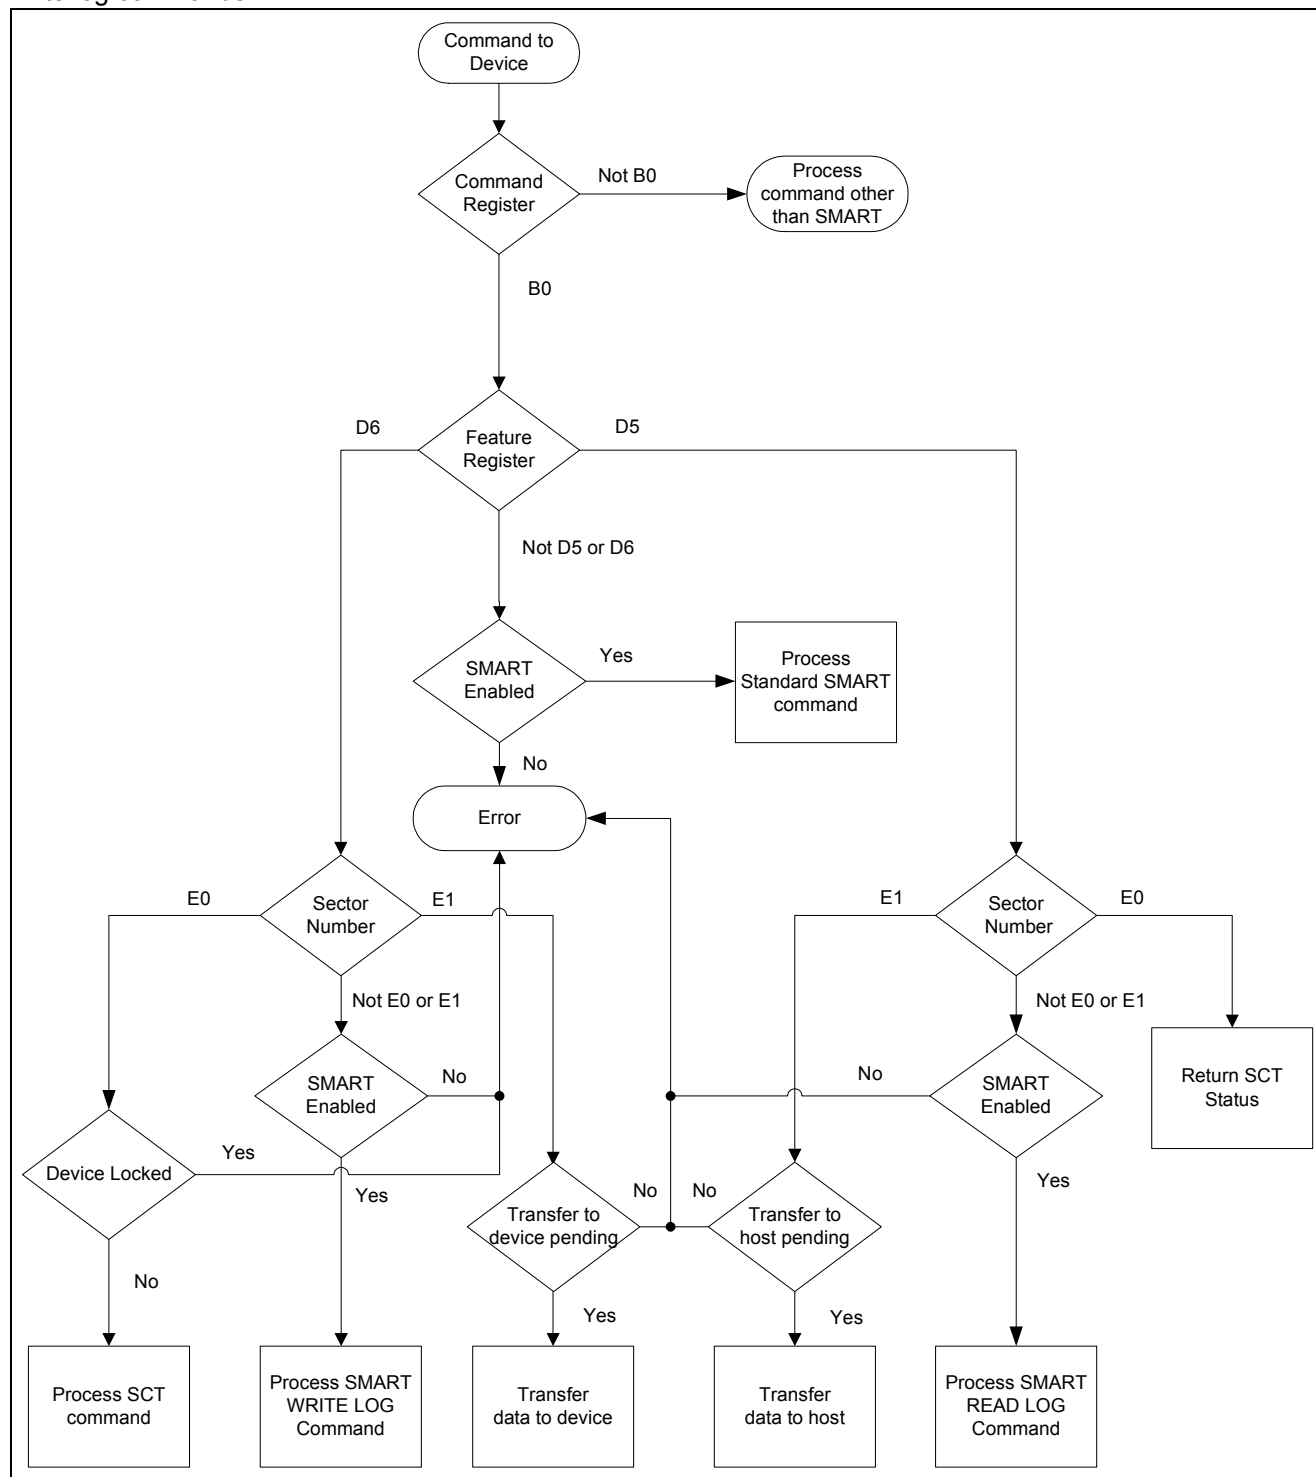 Command to
Device
Command
Register
Not B0
Process
command other
than SMART
B0
D6
Feature
Register
D5
Not D5 or D6
SMART
Enabled
Yes
Process
Standard SMART
command
No
Error
E0
Sector
Number
E1
E1
Sector
Number
E0
Not E0 or E1
Not E0 or E1
SMART
Enabled
No
No
SMART
Enabled
Return SCT
Status
Device Locked
Yes
Yes
Yes
No
No
Transfer to
device pending
Transfer to
host pending
No
Yes
Yes
Process SCT
command
Process SMART
WRITE LOG
Command
Transfer
data to device
Transfer
data to host
Process SMART
READ LOG
Command